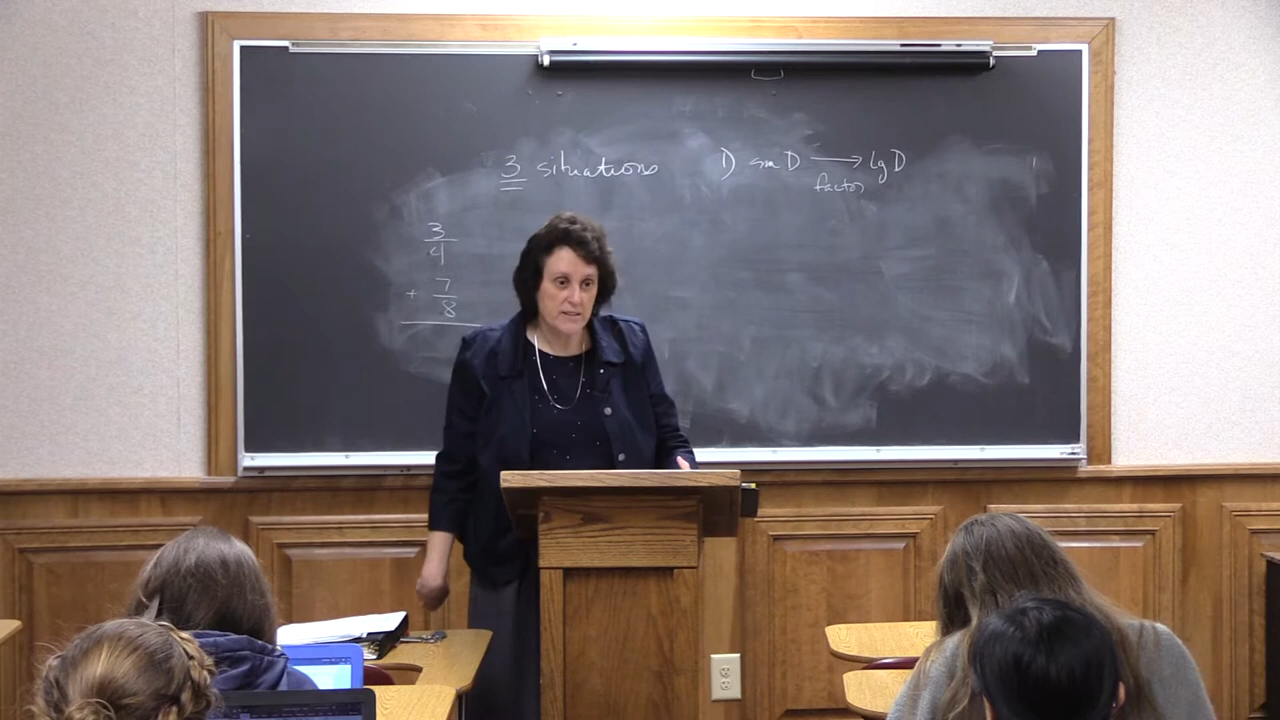 3 situations
1) sm D ⟶ Lg D
factor
3
4
+ 7
8